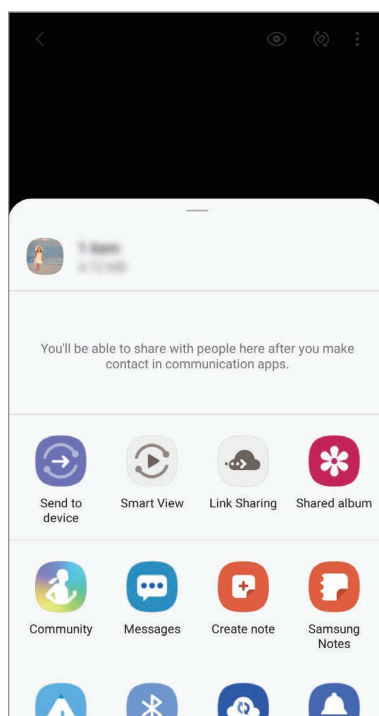 You'll be able to share with people here after you make
contact in communication apps.
Send to
device
Smart View
Link Sharing
Shared album
Community
Messages
Create note
Samsung
Notes